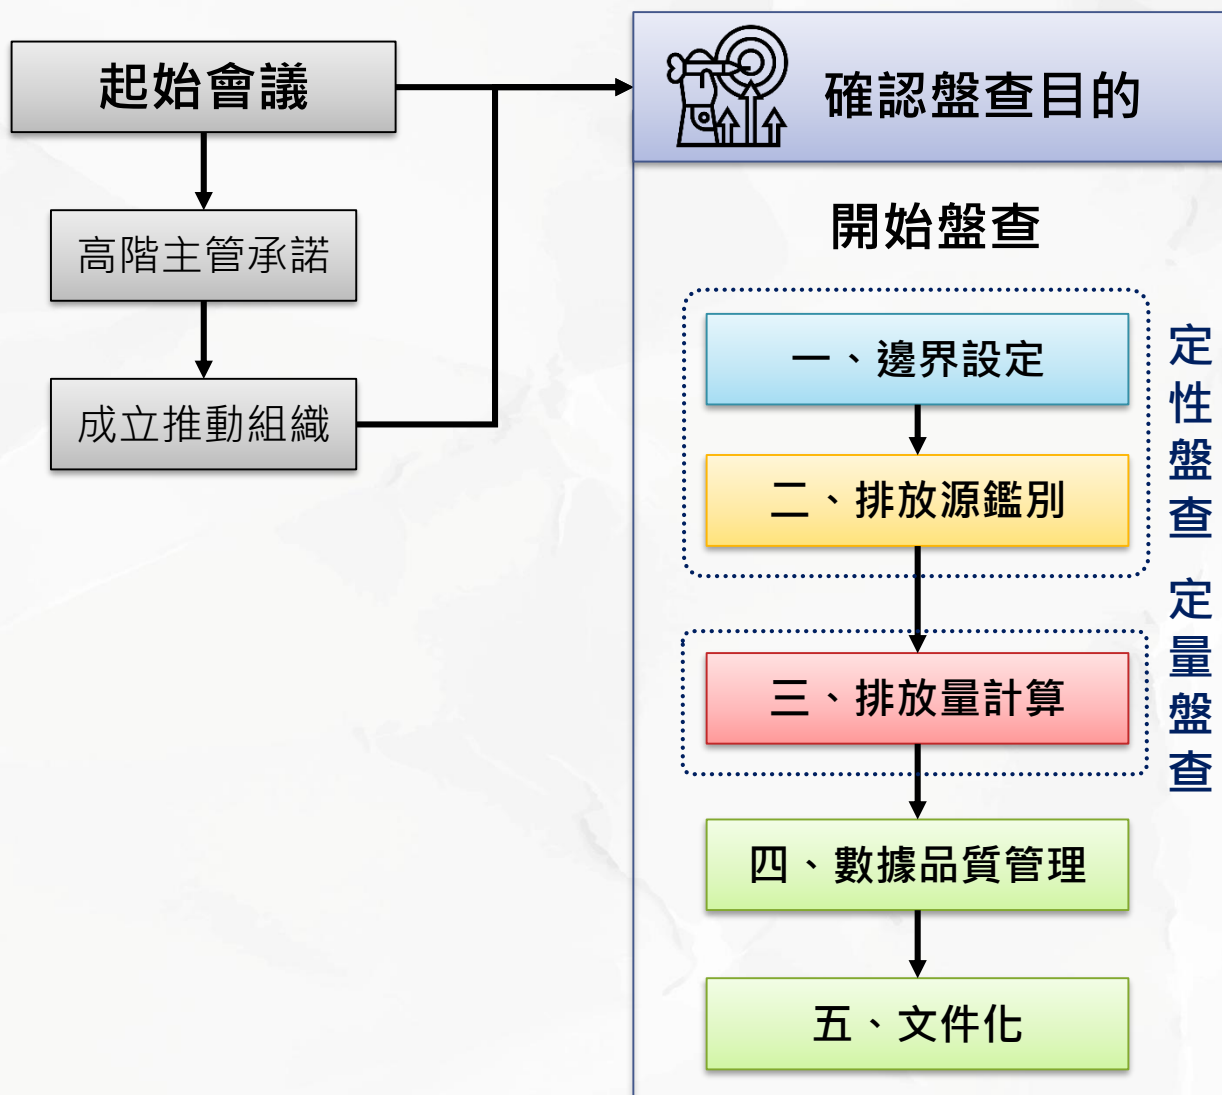 起始會議
高階主管承諾
成立推動組織
確認盤查目的
開始盤查
一、邊界設定
二、排放源鑑別
定性盤查
三、排放量計算
定量盤查
四、數據品質管理
五、文件化